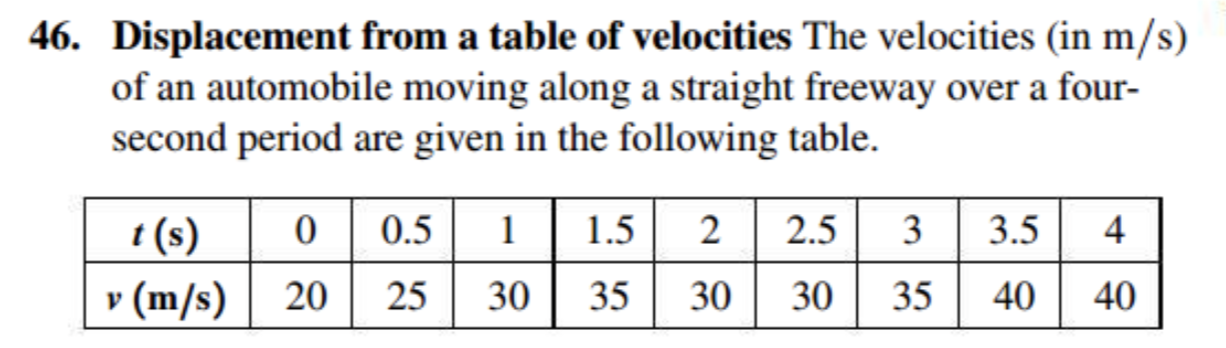 46. Displacement from a table of velocities The velocities (in m/s)
of an automobile moving along a straight freeway over a four-
second period are given in the following table.
t (s) 0 0.5 1 1.5 2 2.5 3 3.5 4
v (m/s) 20 25 30 35 30 30 35 40 40